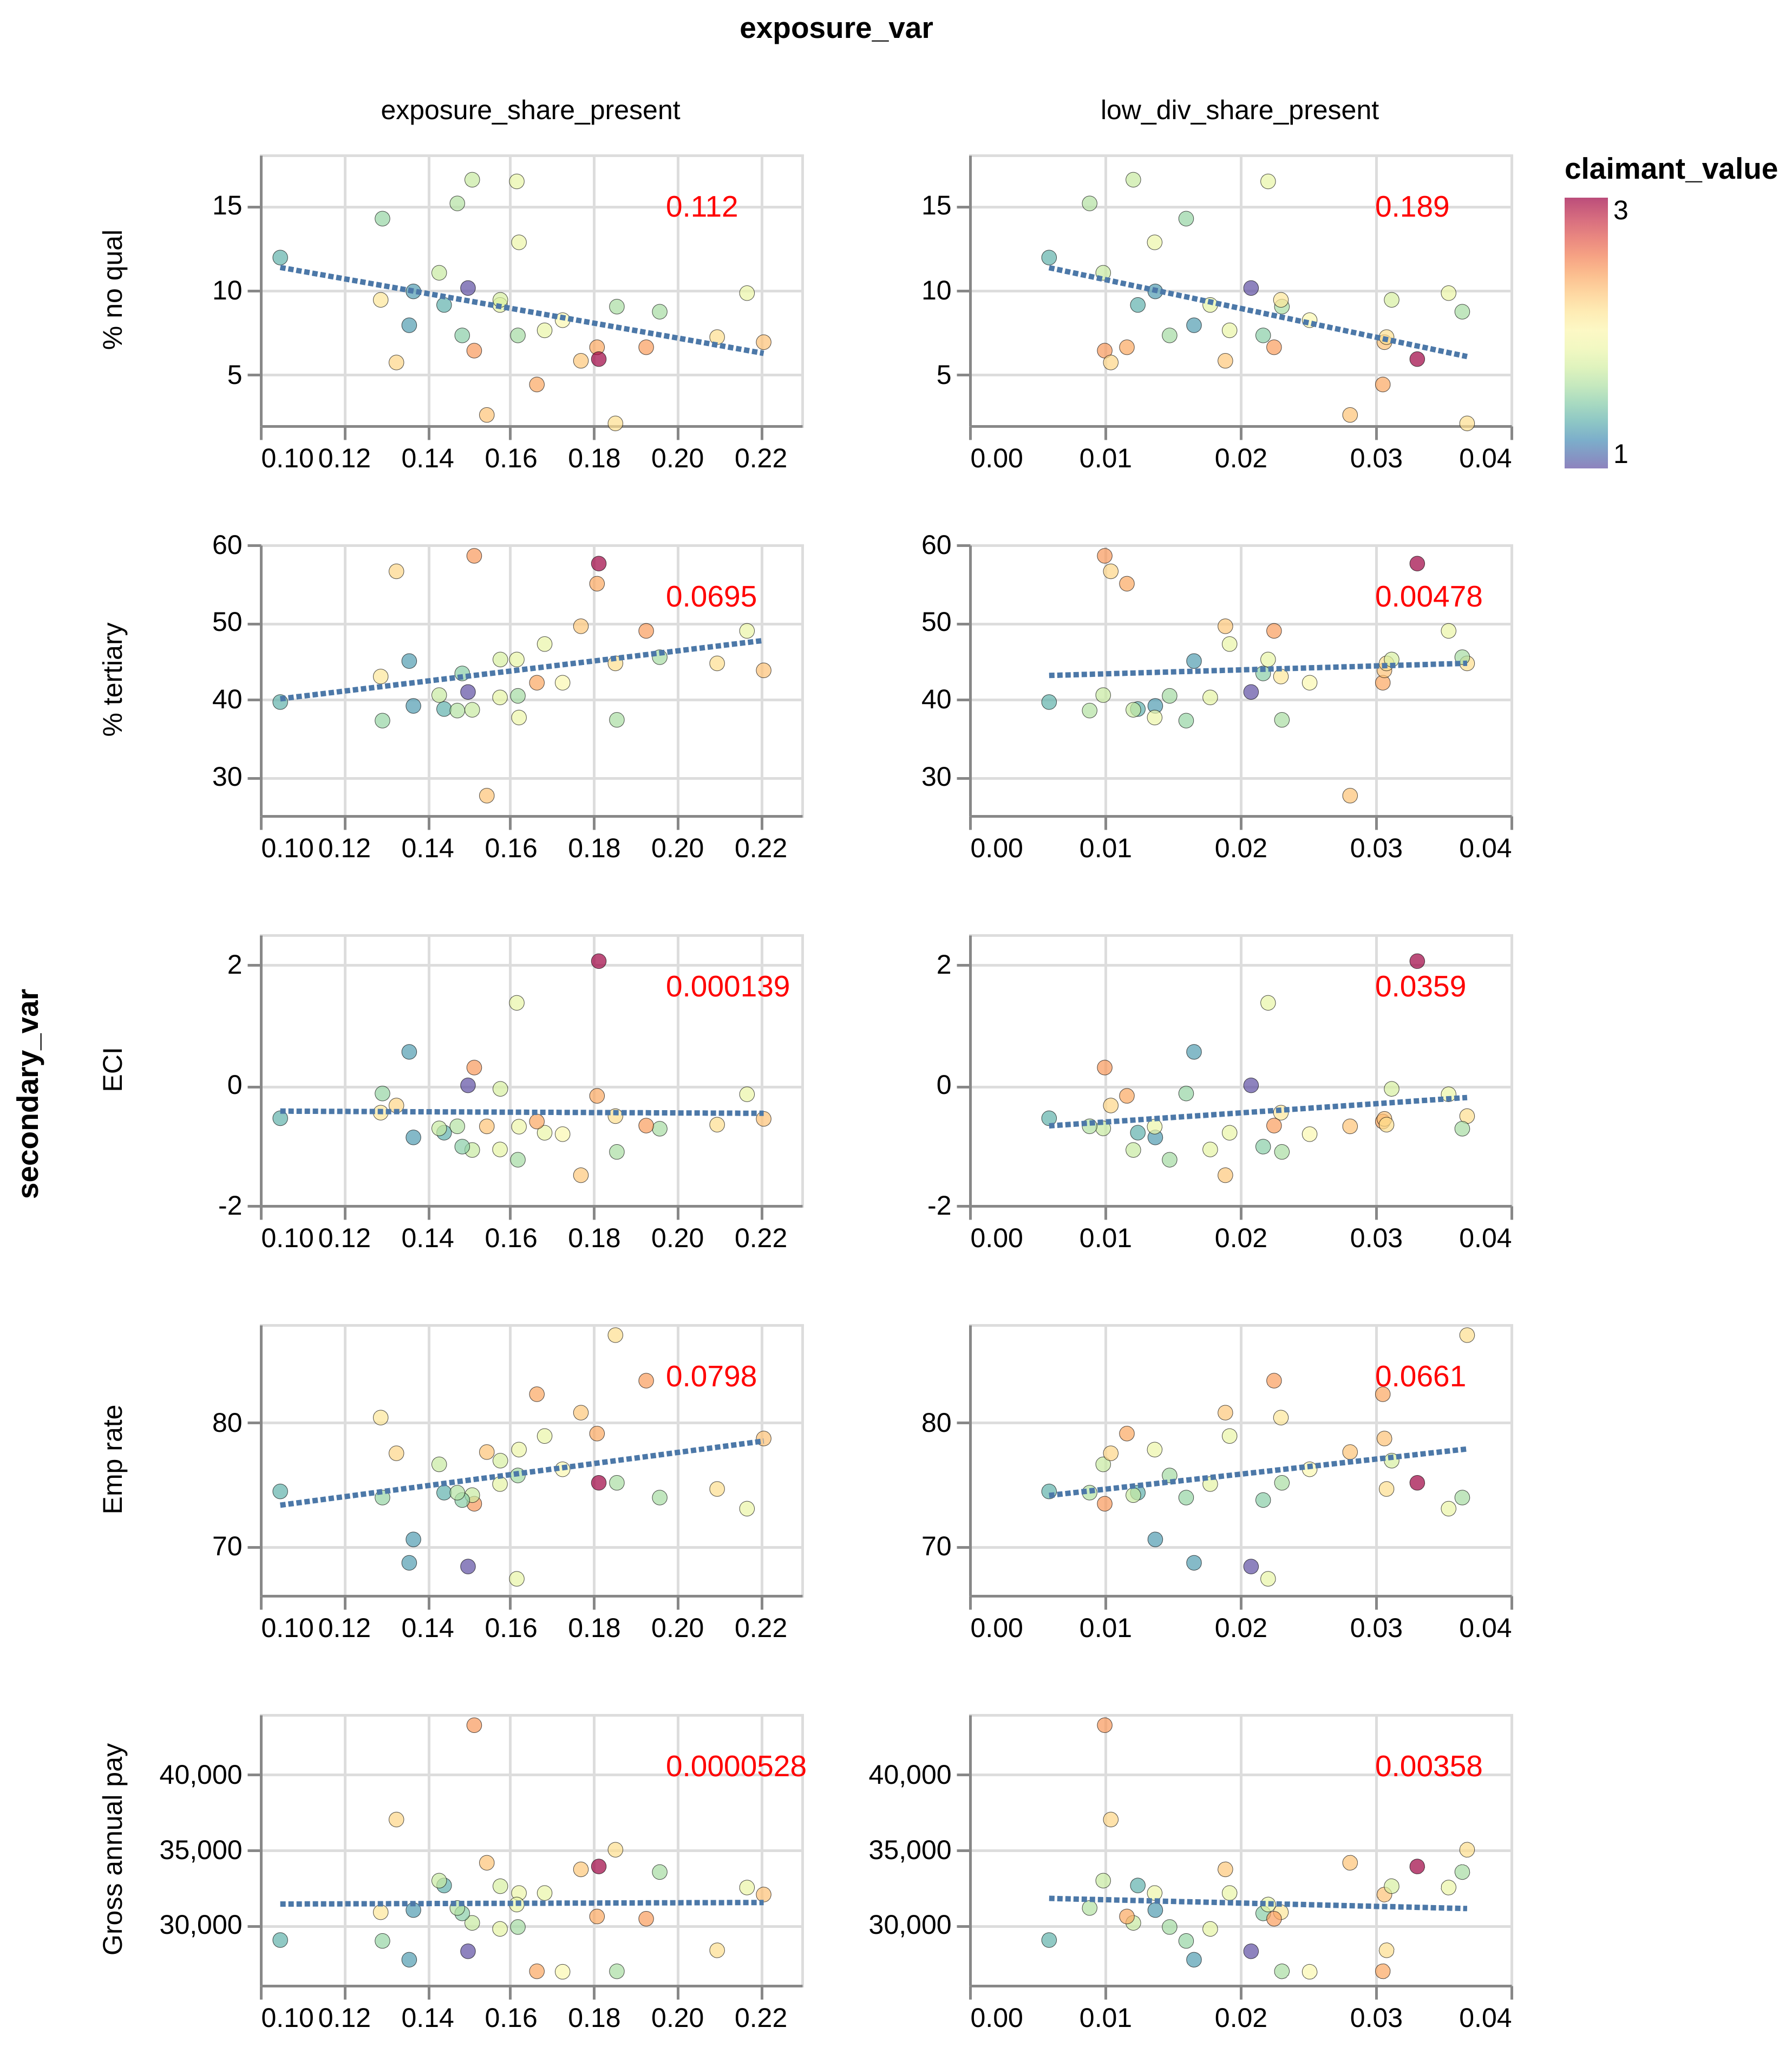 exposure_var
exposure_share_present low_div_share_present
claimant_value
3
1
secondary_var
% no qual
15
10
5
0.112
0.10 0.12 0.14 0.16 0.18 0.20 0.22
15
10
5
0.189
0.00 0.01 0.02 0.03 0.04
% tertiary
60
50
40
30
0.0695
0.10 0.12 0.14 0.16 0.18 0.20 0.22
60
50
40
30
0.00478
0.00 0.01 0.02 0.03 0.04
ECI
2
0
-2
0.000139
0.10 0.12 0.14 0.16 0.18 0.20 0.22
2
0
-2
0.0359
0.00 0.01 0.02 0.03 0.04
Emp rate
80
70
0.0798
0.10 0.12 0.14 0.16 0.18 0.20 0.22
80
70
0.0661
0.00 0.01 0.02 0.03 0.04
Gross annual pay
40,000
35,000
30,000
0.0000528
0.10 0.12 0.14 0.16 0.18 0.20 0.22
40,000
35,000
30,000
0.00358
0.00 0.01 0.02 0.03 0.04